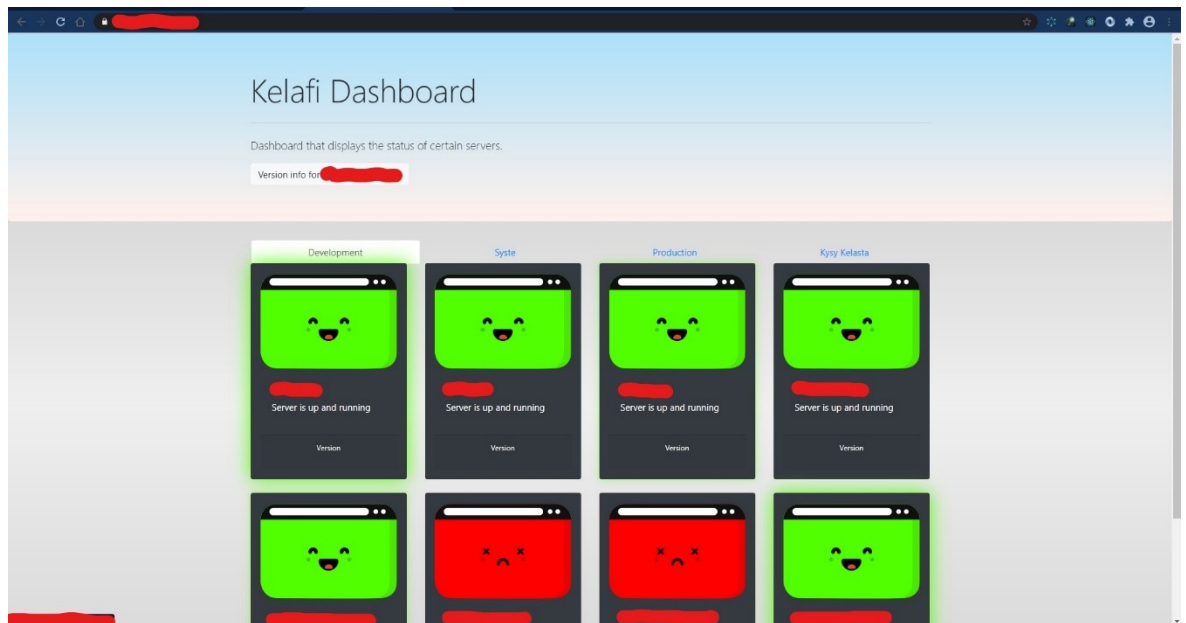 Kelafi Dashboard
Dashboard that displays the status of certain servers.
Version info for
Development
Syste
Production
Kysy Kelasta
Server is up and running
Server is up and running
Server is up and running
Server is up and running
Version
Version
Version
Version